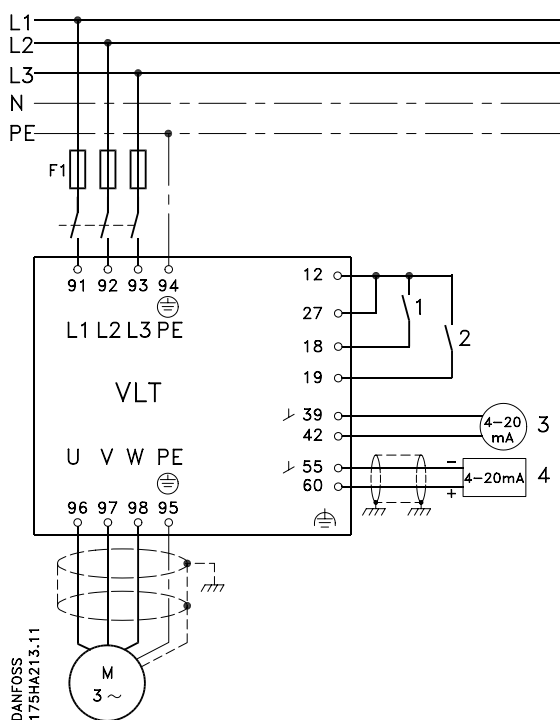 L1
L2
L3
N
PE
F1
91 92 93 94
L1 L2 L3 PE
VLT
U V W PE
96 97 98 95
12
27
18
19
39
42
55
60
1
2
4–20
mA
3
–
4–20mA
+
4
M
3 ~
DANFOSS
175HA213.11